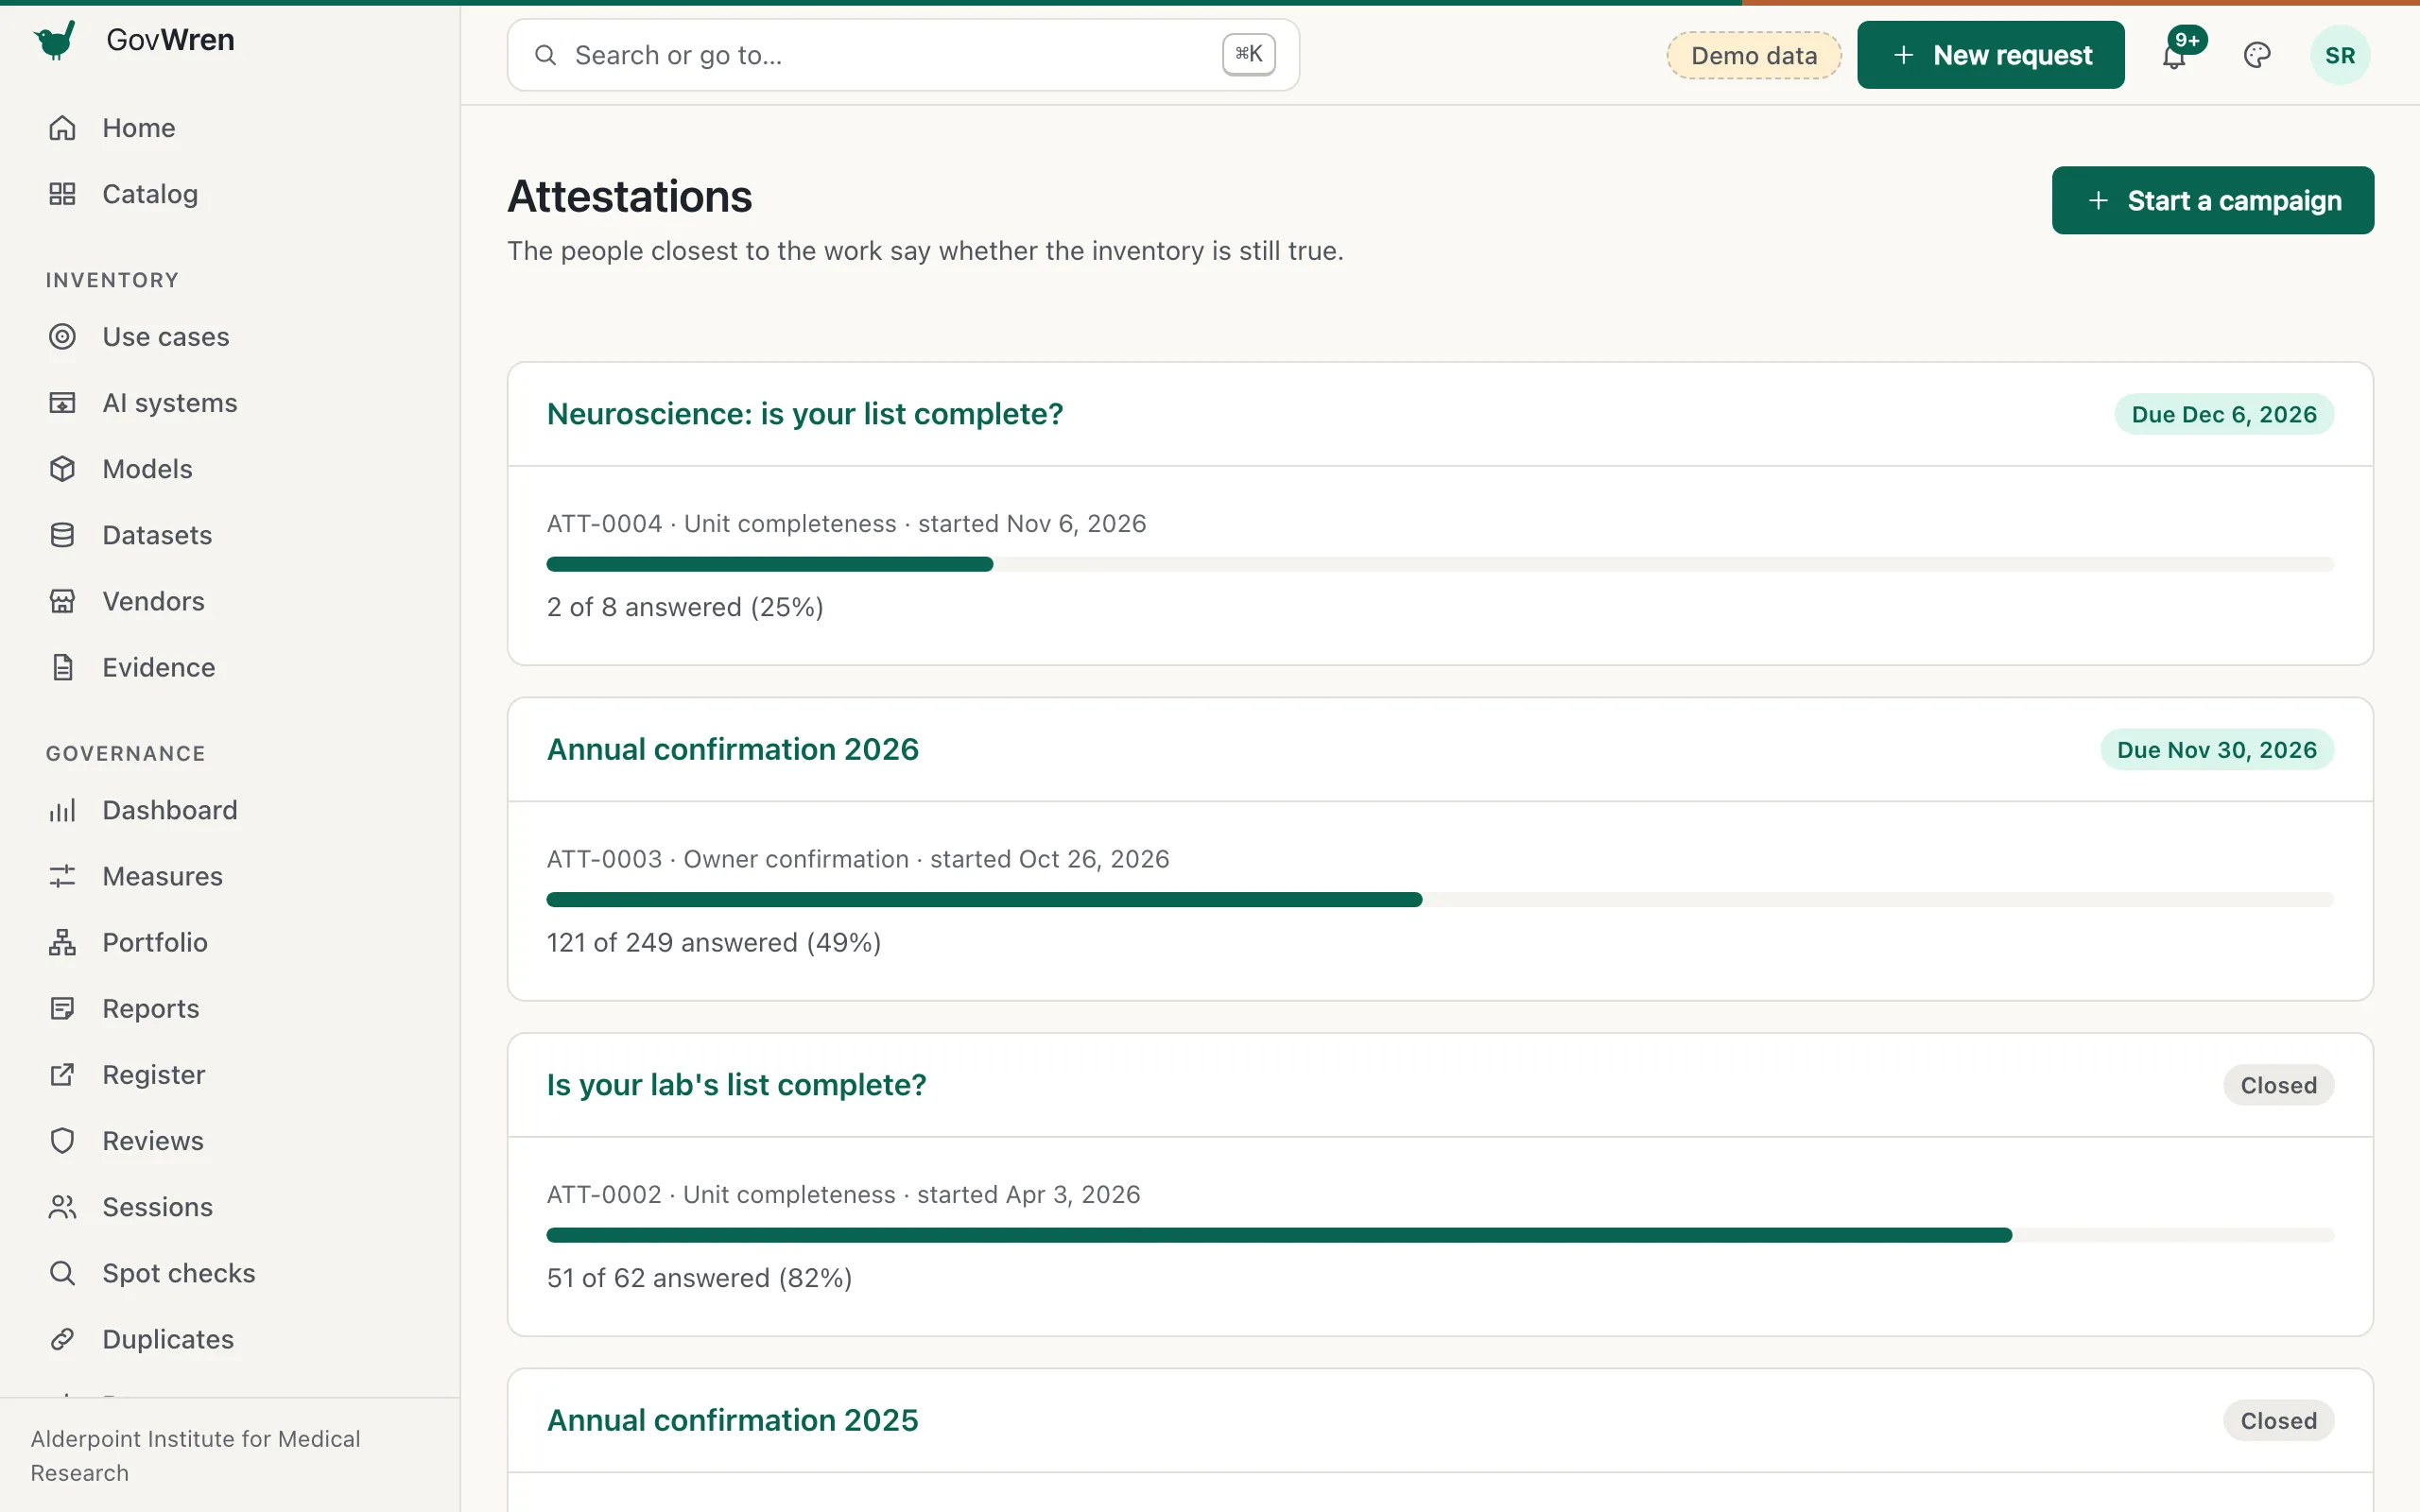 GovWren
Search or go to...
⌘K
Demo data
+ New request
9+
SR
Home
Catalog
INVENTORY
Use cases
AI systems
Models
Datasets
Vendors
Evidence
GOVERNANCE
Dashboard
Measures
Portfolio
Reports
Register
Reviews
Sessions
Spot checks
Duplicates
Alderpoint Institute for Medical
Research
Attestations
+ Start a campaign
The people closest to the work say whether the inventory is still true.
Neuroscience: is your list complete?
Due Dec 6, 2026
ATT-0004 · Unit completeness · started Nov 6, 2026
2 of 8 answered (25%)
Annual confirmation 2026
Due Nov 30, 2026
ATT-0003 · Owner confirmation · started Oct 26, 2026
121 of 249 answered (49%)
Is your lab's list complete?
Closed
ATT-0002 · Unit completeness · started Apr 3, 2026
51 of 62 answered (82%)
Annual confirmation 2025
Closed